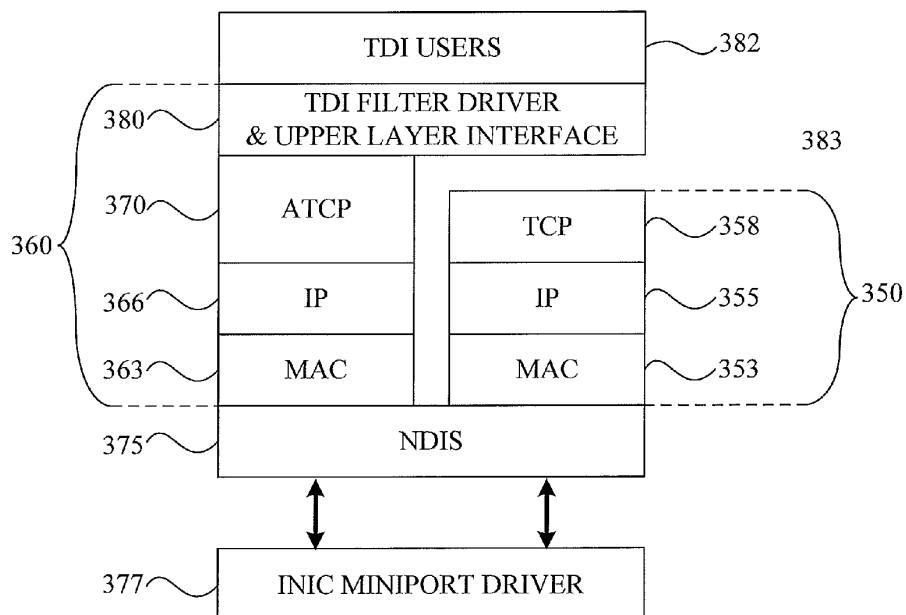 TDI USERS 382
380 TDI FILTER DRIVER
& UPPER LAYER INTERFACE
383
370 ATCP
TCP 358
360
366 IP
IP 355
350
363 MAC
MAC 353
375 NDIS
377 INIC MINIPORT DRIVER